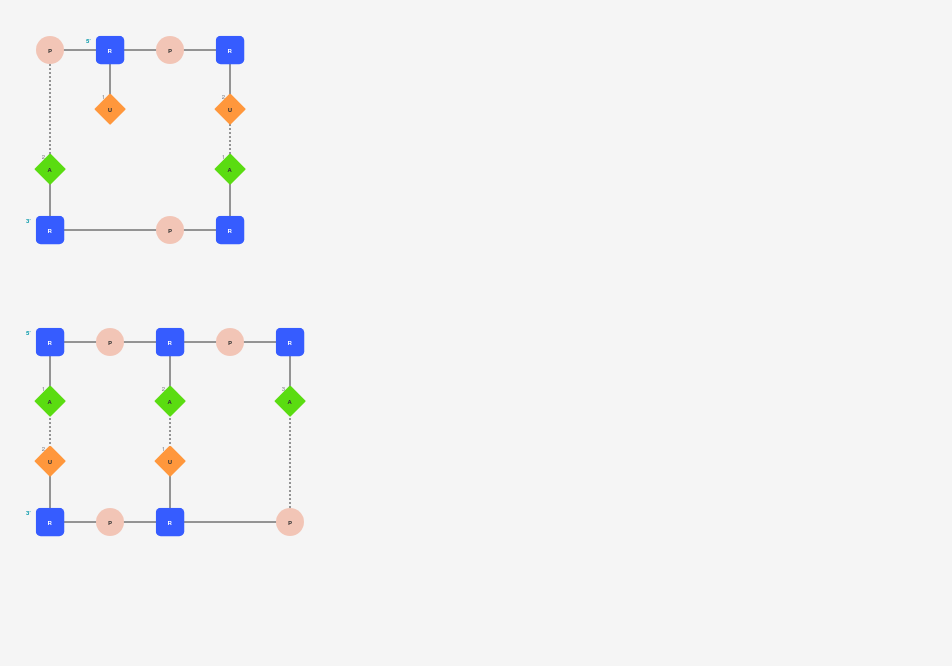 5'
P R P R
1 2
U U
2 1
A A
3'
R P R
5'
R P R P R
1 2 3
A A A
2 1
U U
3'
R P R P